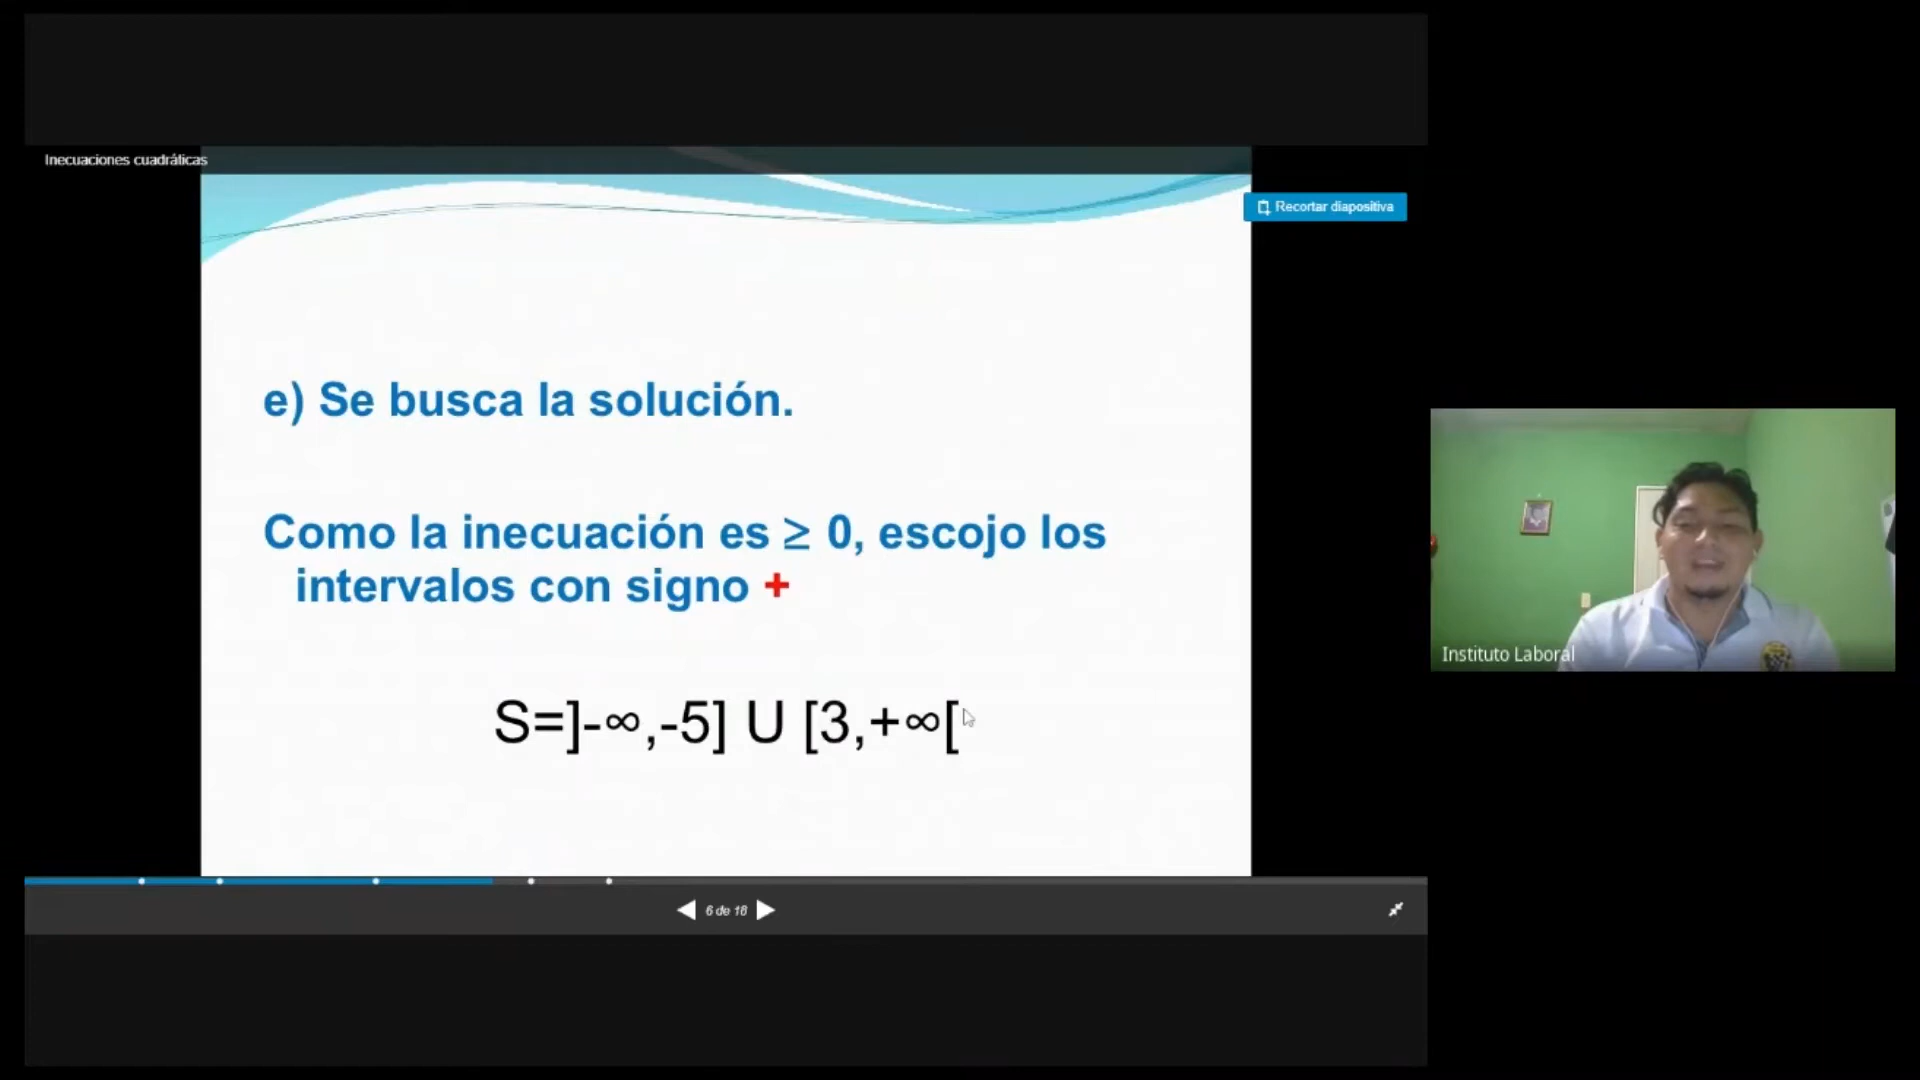 Inecuaciones cuadráticas
Recortar diapositiva
e) Se busca la solución.
Como la inecuación es ≥ 0, escojo los
intervalos con signo +
S=]-∞,-5] U [3,+∞[
Instituto Laboral
6 de 18